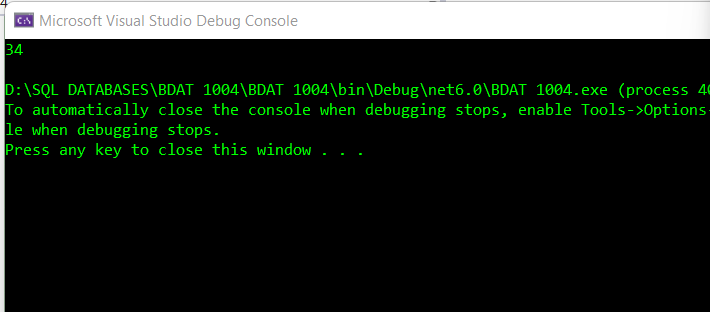 4
Microsoft Visual Studio Debug Console
34
D:\SQL DATABASES\BDAT 1004\BDAT 1004\bin\Debug\net6.0\BDAT 1004.exe (process 40
To automatically close the console when debugging stops, enable Tools->Options-
le when debugging stops.
Press any key to close this window . . .